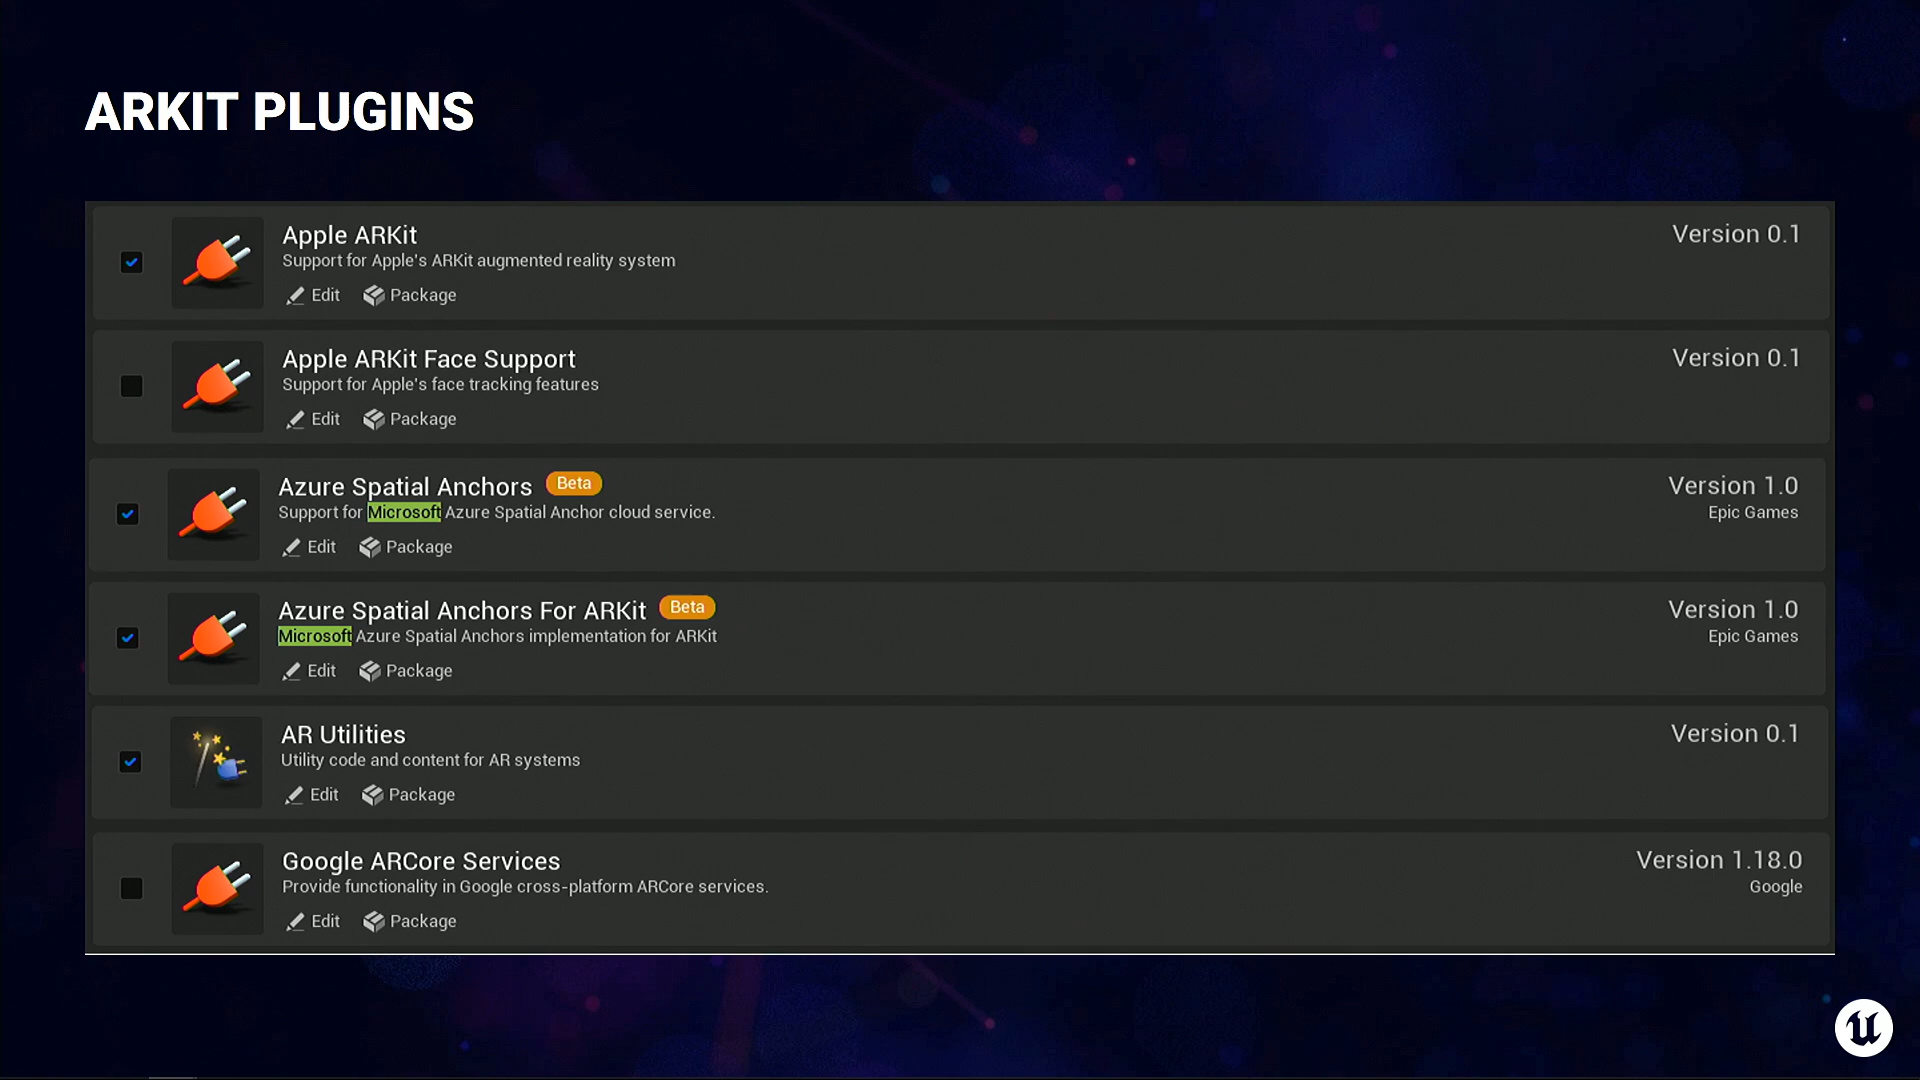 ARKIT PLUGINS
Apple ARKit
Version 0.1
Support for Apple's ARKit augmented reality system
Edit Package
Apple ARKit Face Support
Version 0.1
Support for Apple's face tracking features
Edit Package
Azure Spatial Anchors Beta
Version 1.0
Support for Microsoft Azure Spatial Anchor cloud service.
Epic Games
Edit Package
Azure Spatial Anchors For ARKit Beta
Version 1.0
Microsoft Azure Spatial Anchors implementation for ARKit
Epic Games
Edit Package
AR Utilities
Version 0.1
Utility code and content for AR systems
Edit Package
Google ARCore Services
Version 1.18.0
Provide functionality in Google cross-platform ARCore services.
Google
Edit Package